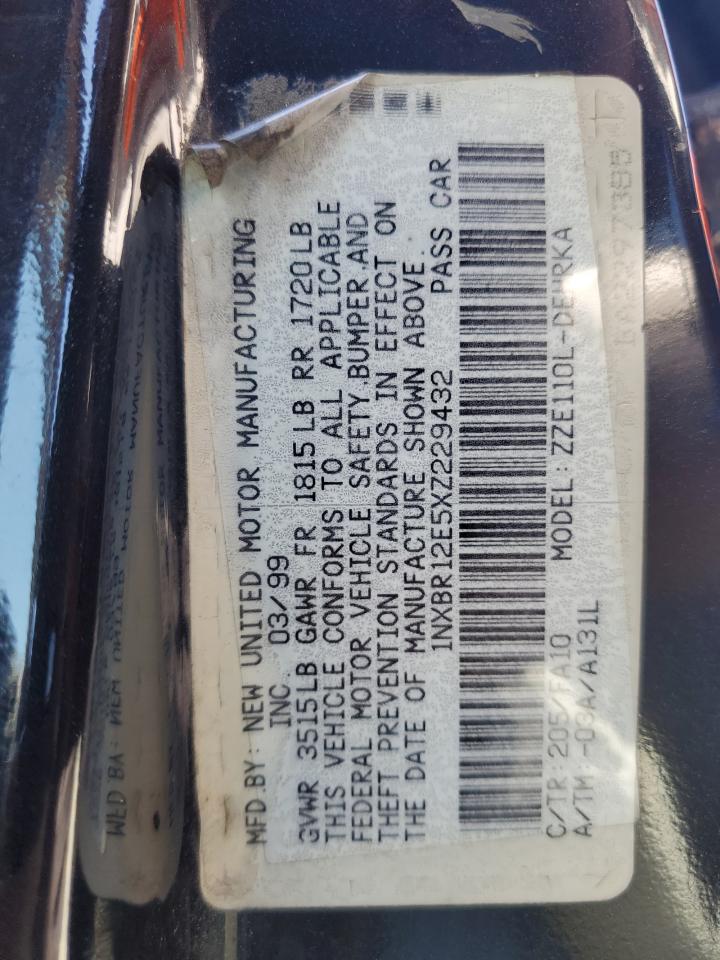 MFD.BY: NEW UNITED MOTOR MANUFACTURING
INC 03/99
GVWR 3515LB GAWR FR 1815LB RR 1720LB
THIS VEHICLE CONFORMS TO ALL APPLICABLE
FEDERAL MOTOR VEHICLE SAFETY,BUMPER,AND
THEFT PREVENTION STANDARDS IN EFFECT ON
THE DATE OF MANUFACTURE SHOWN ABOVE
1NXBR12E5XZ229432 PASS CAR
C/TR:205/FA10 MODEL:ZZE110L-DEHRKA
A/TM:-03A/A131L